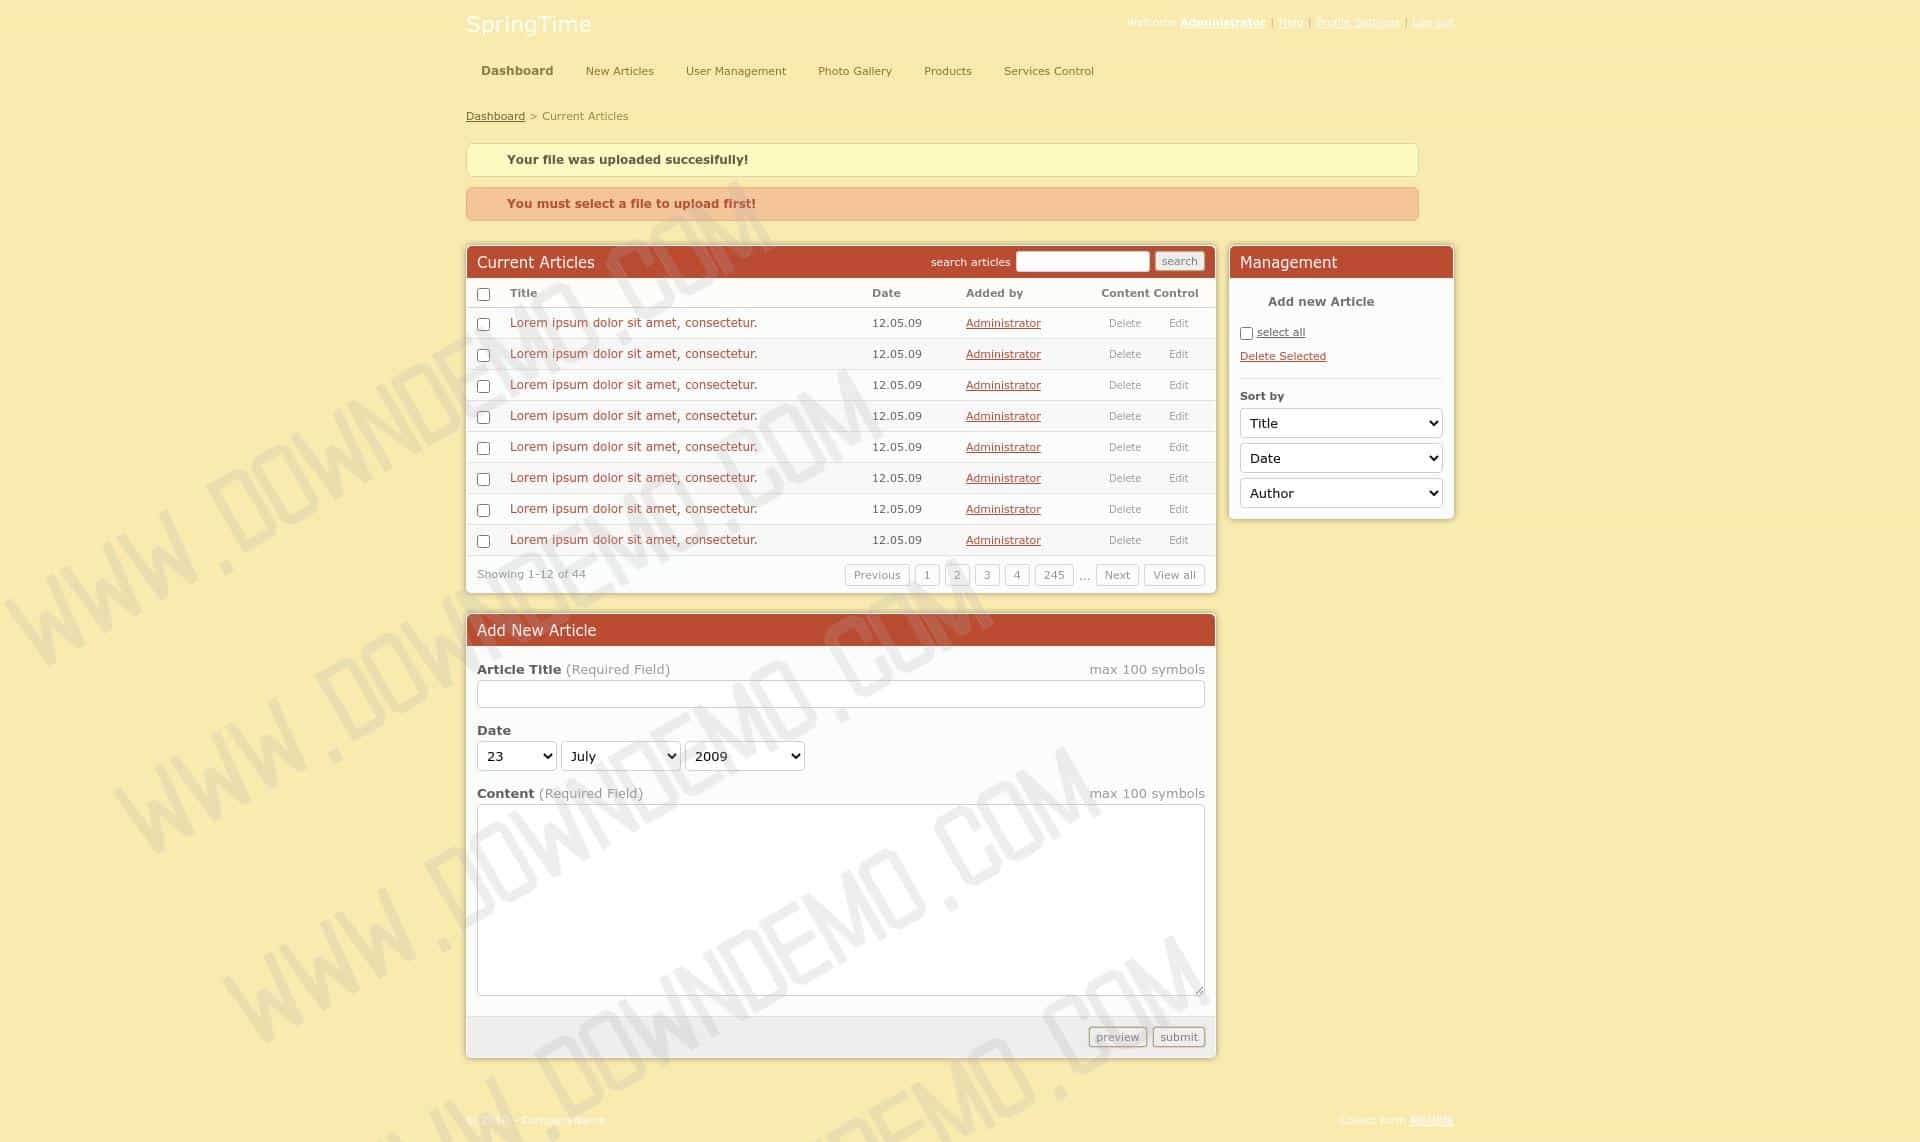 SpringTime
Welcome Administrator | Help | Profile Settings | Log out
Dashboard New Articles User Management Photo Gallery Products Services Control
Dashboard > Current Articles
Your file was uploaded succesifully!
You must select a file to upload first!
Current Articles search articles search
Title Date Added by Content Control
Lorem ipsum dolor sit amet, consectetur. 12.05.09 Administrator Delete Edit
Lorem ipsum dolor sit amet, consectetur. 12.05.09 Administrator Delete Edit
Lorem ipsum dolor sit amet, consectetur. 12.05.09 Administrator Delete Edit
Lorem ipsum dolor sit amet, consectetur. 12.05.09 Administrator Delete Edit
Lorem ipsum dolor sit amet, consectetur. 12.05.09 Administrator Delete Edit
Lorem ipsum dolor sit amet, consectetur. 12.05.09 Administrator Delete Edit
Lorem ipsum dolor sit amet, consectetur. 12.05.09 Administrator Delete Edit
Lorem ipsum dolor sit amet, consectetur. 12.05.09 Administrator Delete Edit
Showing 1-12 of 44 Previous 1 2 3 4 245 ... Next View all
Management
Add new Article
select all
Delete Selected
Sort by
Title
Date
Author
Add New Article
Article Title (Required Field) max 100 symbols
Date
23 July 2009
Content (Required Field) max 100 symbols
preview submit
- CompanyName
WWW.DOWNDEMO.COM
WWW.DOWNDEMO.COM
WWW.DOWNDEMO.COM
WWW.DOWNDEMO.COM